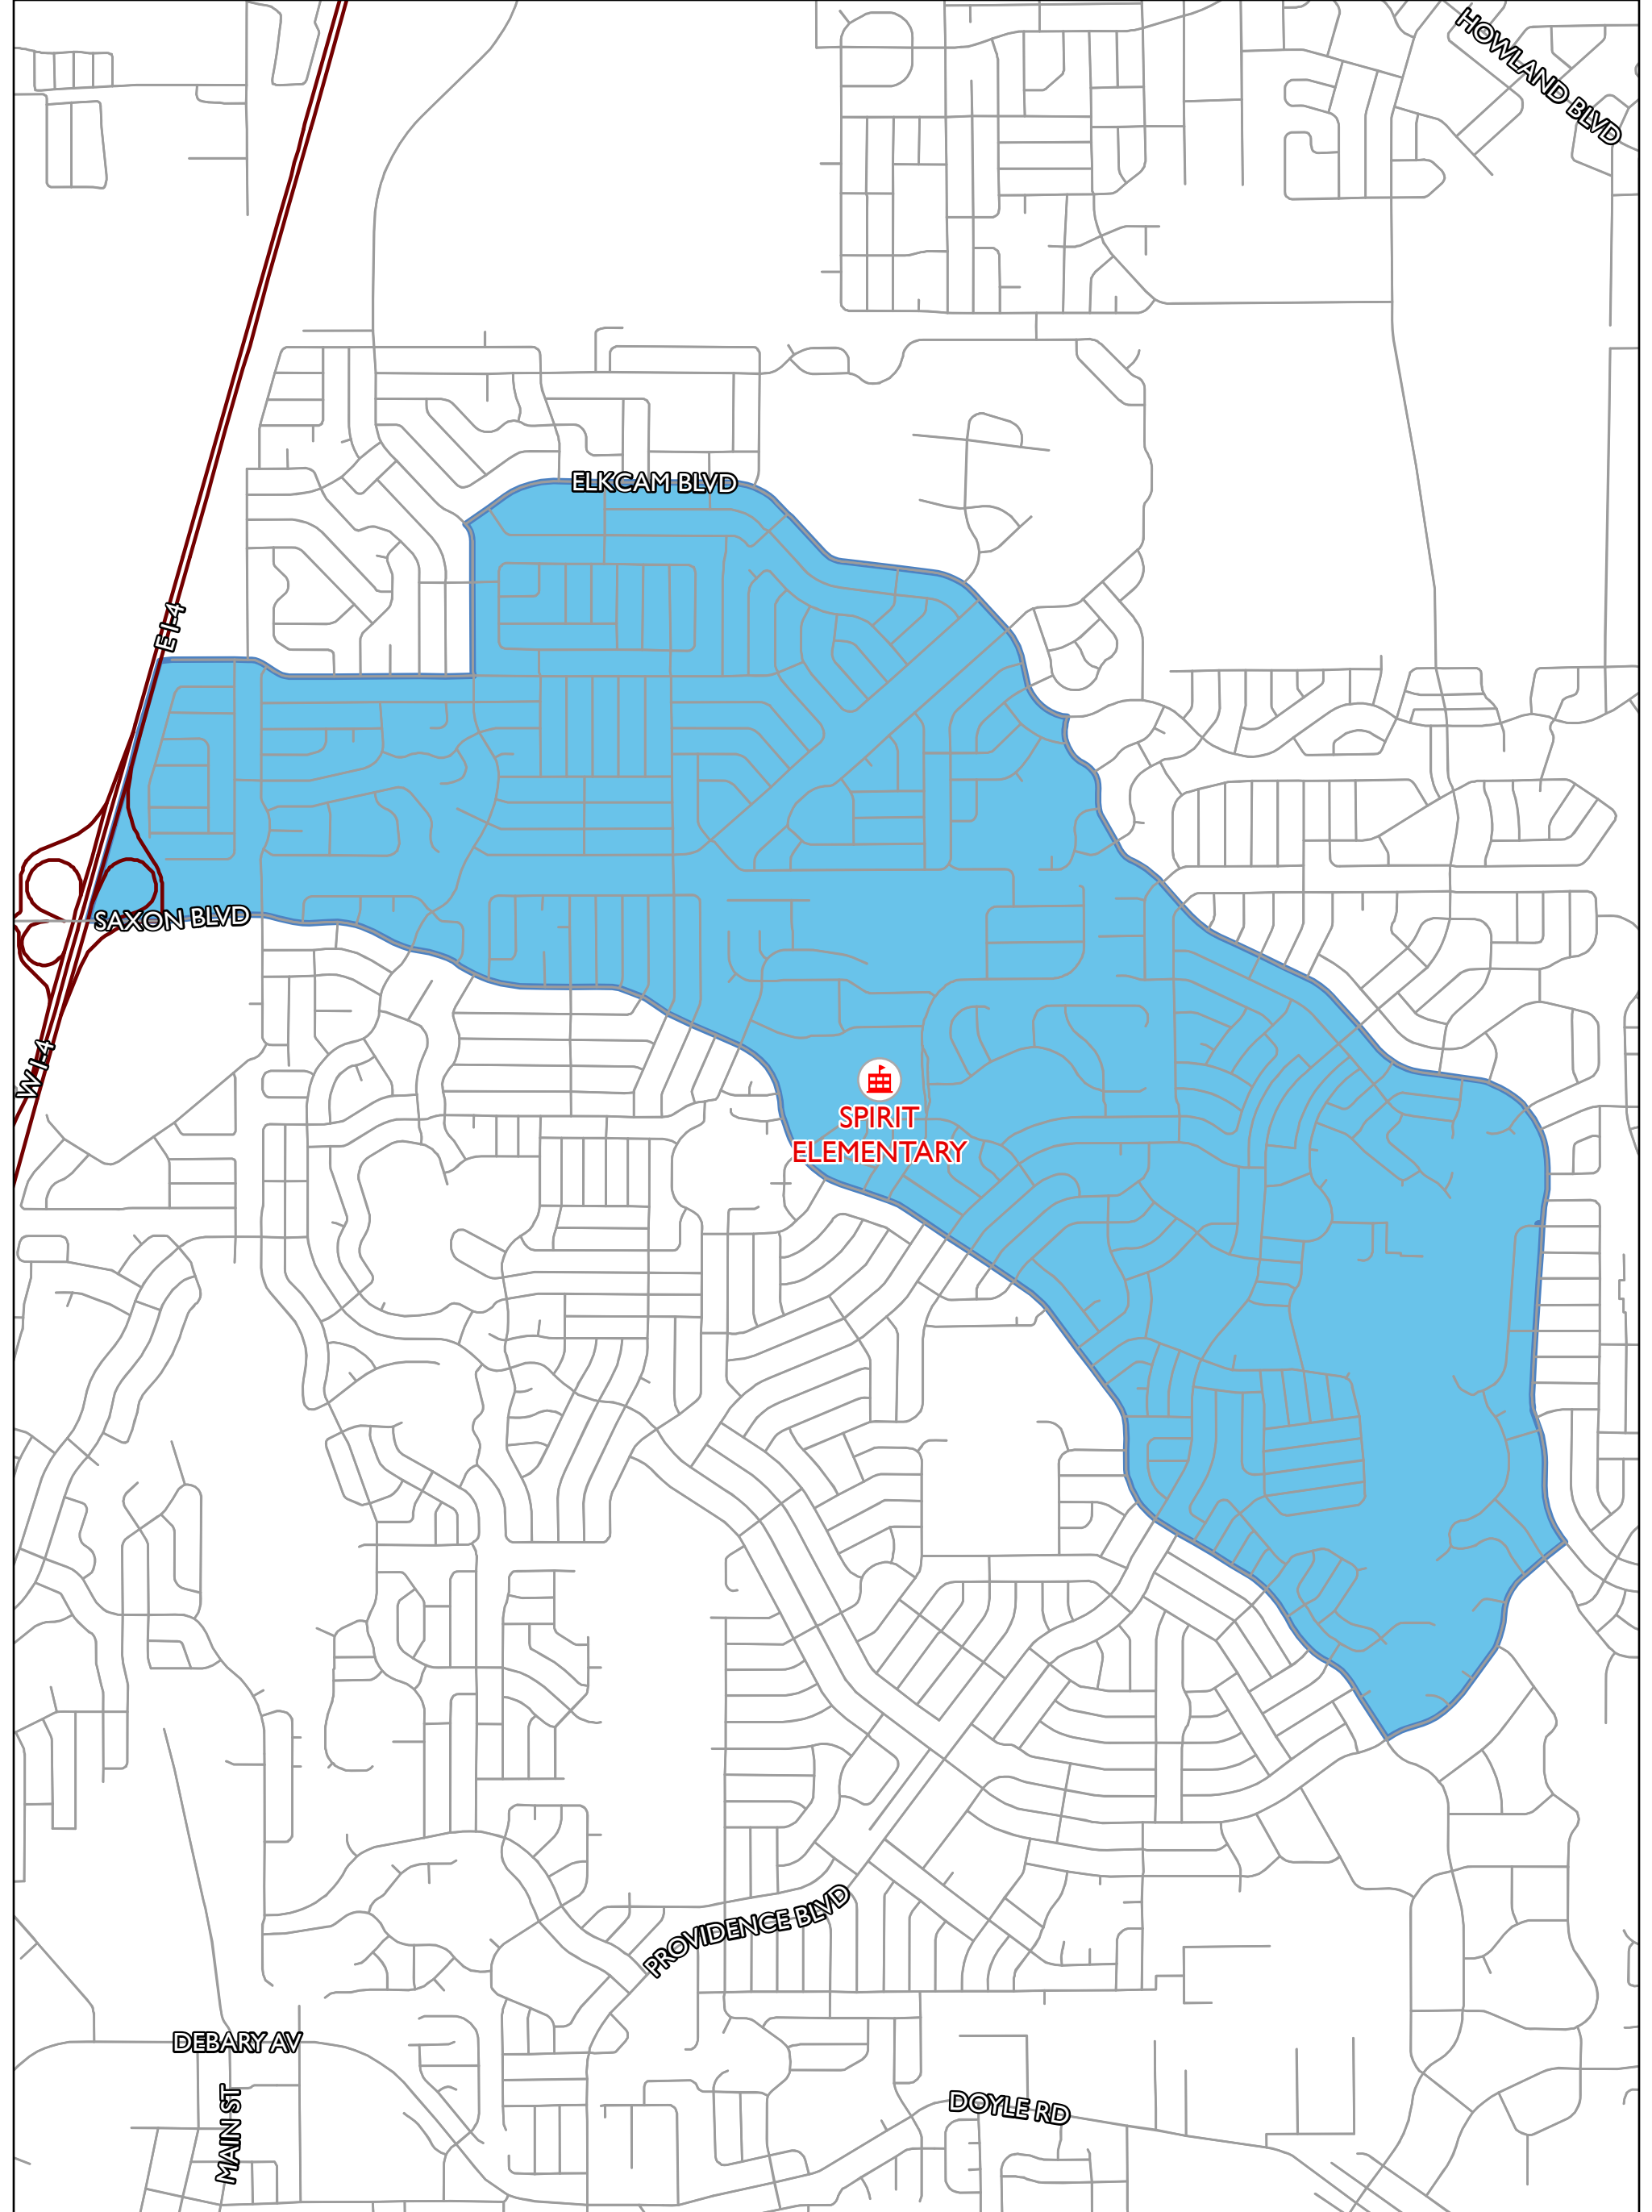 HOWLAND BLVD
ELKCAM BLVD
E I-4
SAXON BLVD
W I-4
SPIRIT
ELEMENTARY
PROVIDENCE BLVD
DEBARY AV
MAIN ST
DOYLE RD